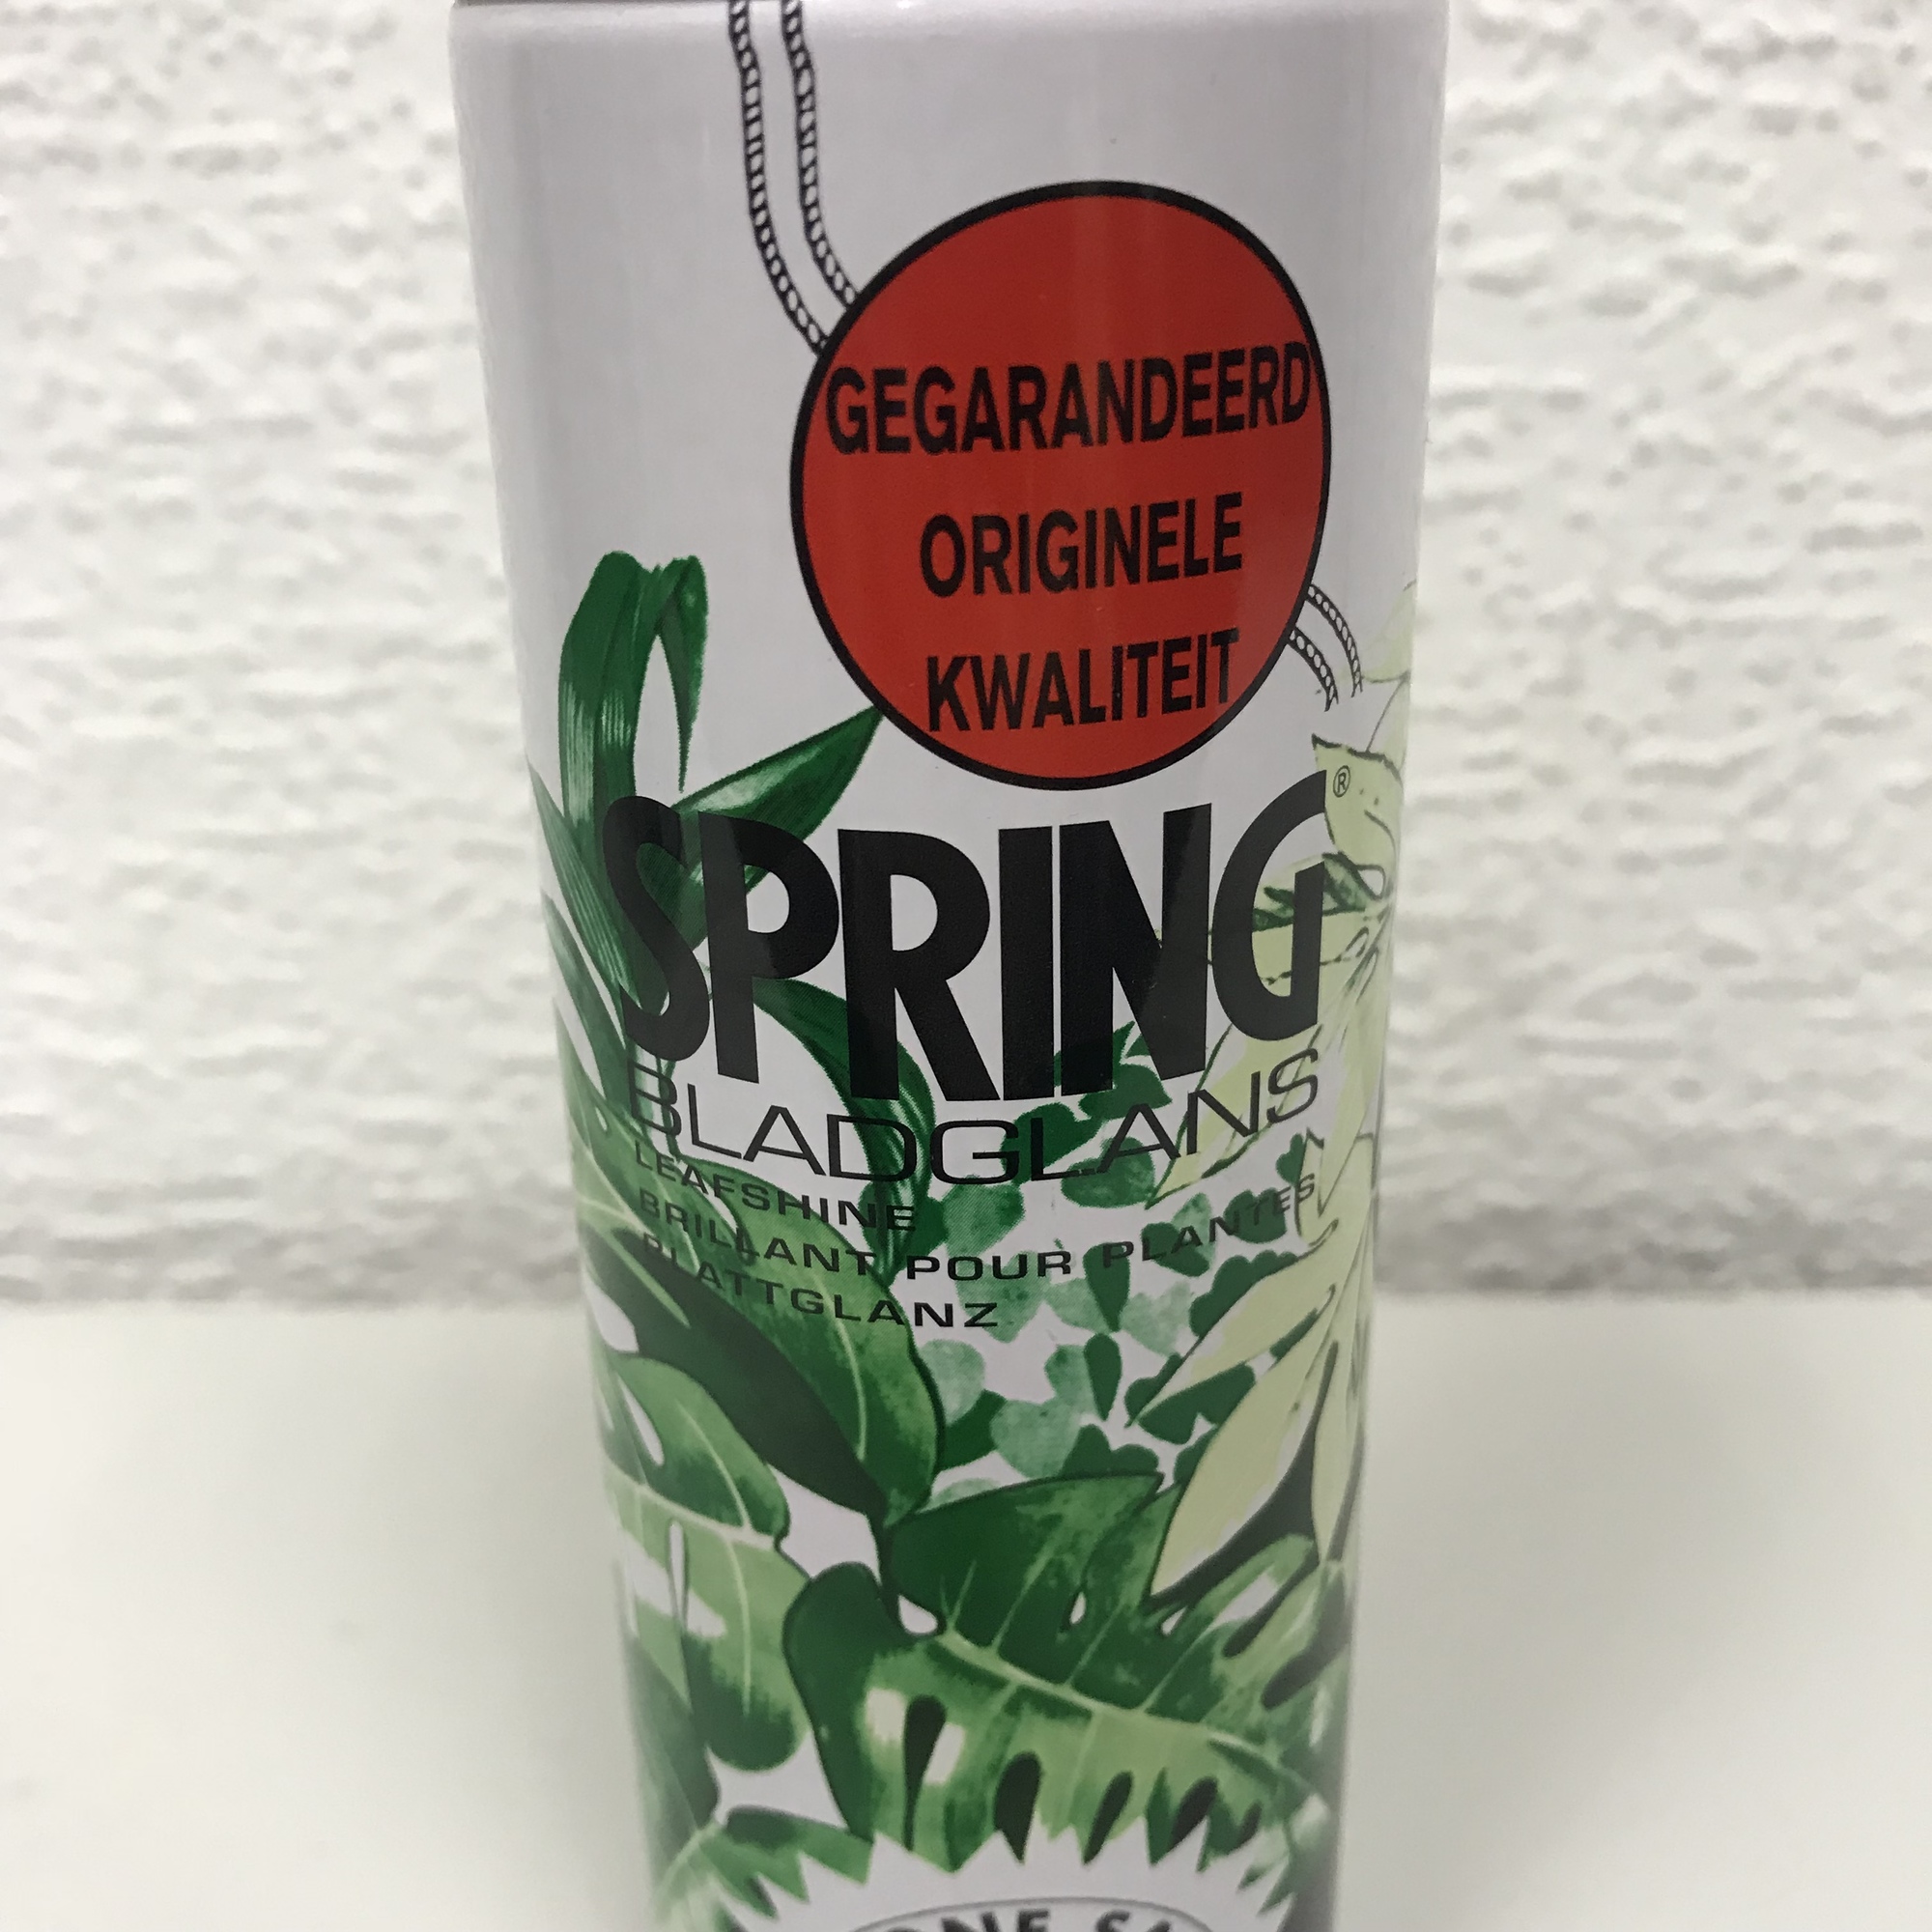 GEGARANDEERD
ORIGINELE
KWALITEIT
SPRING®
BLADGLANS
LEAFSHINE
BRILLANT POUR PLANTES
BLATTGLANZ